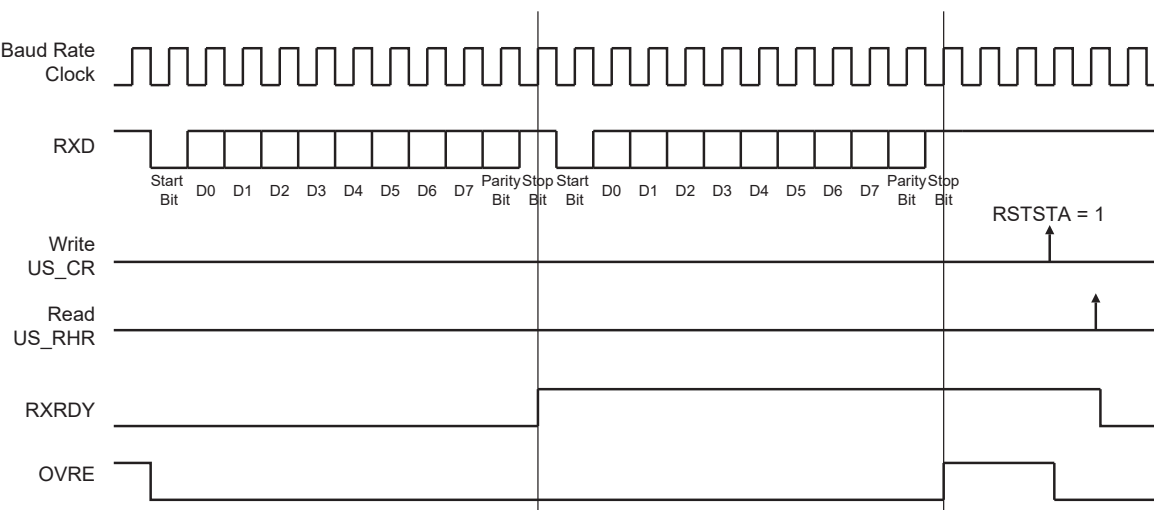 Baud Rate
Clock
RXD
Start
Bit
D0
D1
D2
D3
D4
D5
D6
D7
Parity
Bit
Stop
Bit
Start
Bit
D0
D1
D2
D3
D4
D5
D6
D7
Parity
Bit
Stop
Bit
RSTSTA = 1
Write
US_CR
Read
US_RHR
RXRDY
OVRE